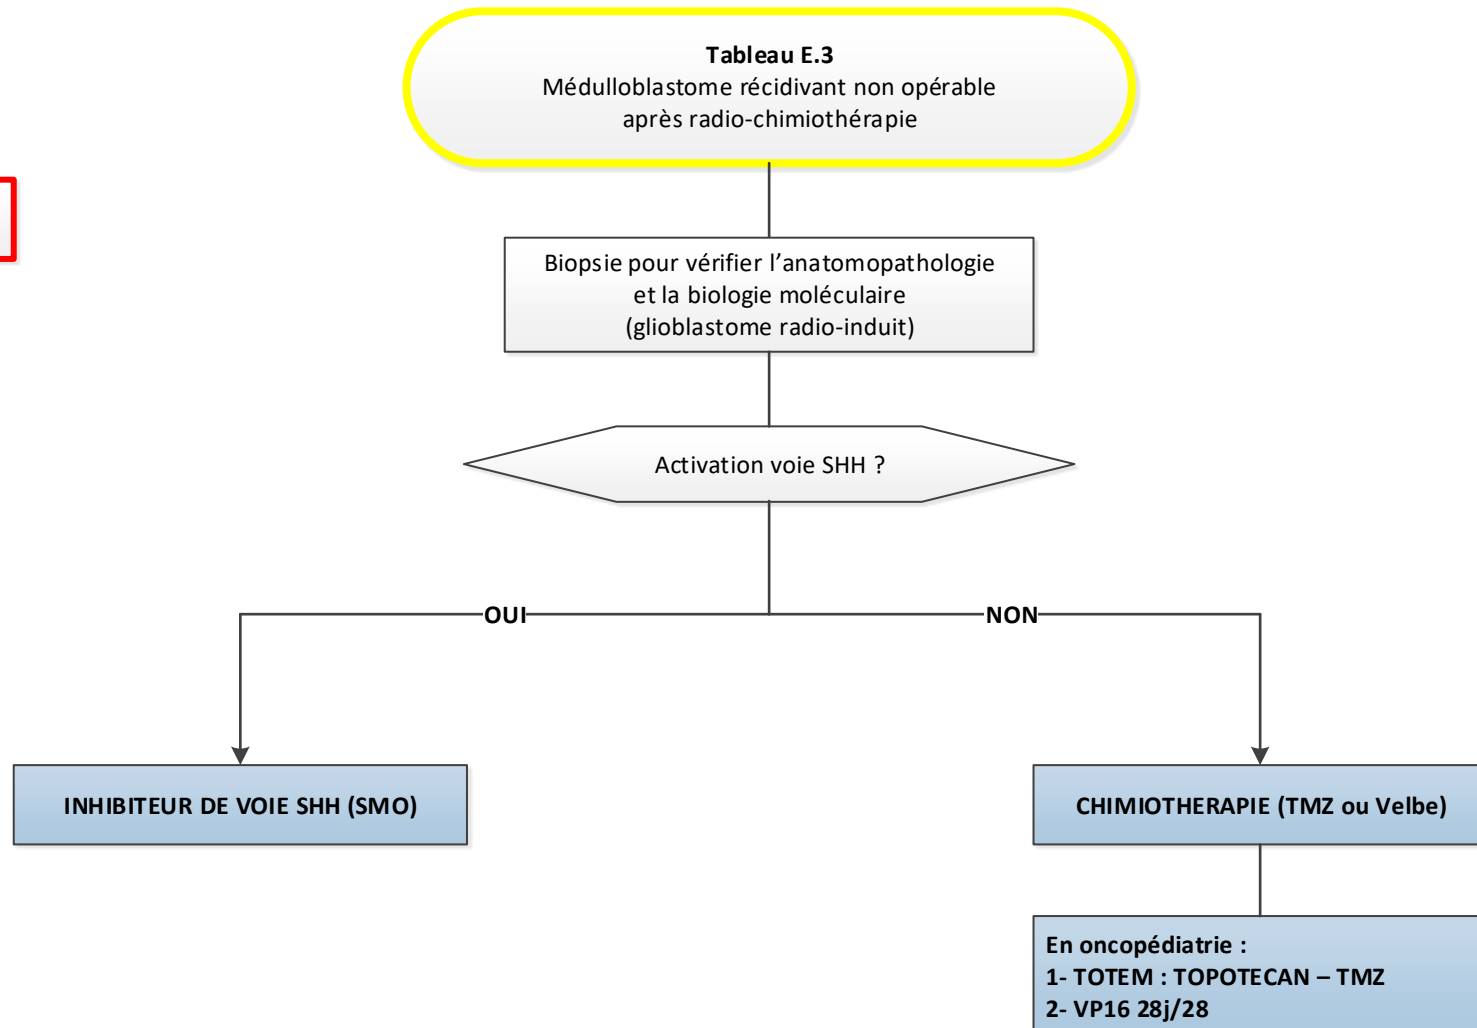 Tableau E.3
Médulloblastome récidivant non opérable
après radio-chimiothérapie
Biopsie pour vérifier l’anatomopathologie
et la biologie moléculaire
(glioblastome radio-induit)
Activation voie SHH ?
OUI
NON
INHIBITEUR DE VOIE SHH (SMO)
CHIMIOTHERAPIE (TMZ ou Velbe)
En oncopédiatrie :
1- TOTEM : TOPOTECAN – TMZ
2- VP16 28j/28